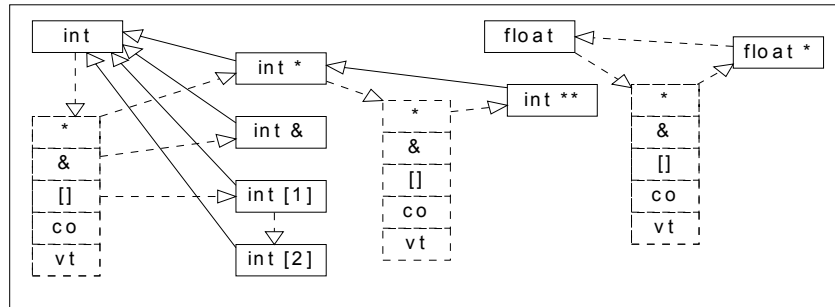 int
float
int *
float *
int **
*
&
[]
co
vt
int &
int [1]
int [2]
*
&
[]
co
vt
*
&
[]
co
vt